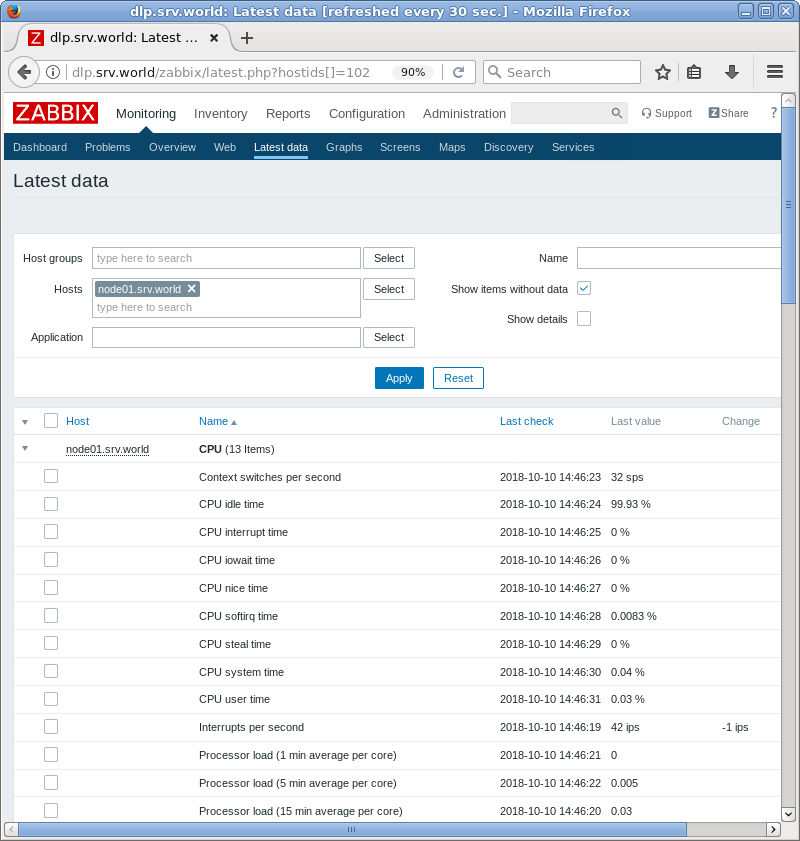 dlp.srv.world: Latest data [refreshed every 30 sec.] - Mozilla Firefox
dlp.srv.world: Latest ...
dlp.srv.world/zabbix/latest.php?hostids[]=102 90% Search
ZABBIX Monitoring Inventory Reports Configuration Administration Support Z Share ?
Dashboard Problems Overview Web Latest data Graphs Screens Maps Discovery Services
Latest data
Host groups type here to search Select Name
Hosts node01.srv.world Select Show items without data
type here to search
Show details
Application Select
Apply Reset
Host Name Last check Last value Change
node01.srv.world CPU (13 Items)
Context switches per second 2018-10-10 14:46:23 32 sps
CPU idle time 2018-10-10 14:46:24 99.93 %
CPU interrupt time 2018-10-10 14:46:25 0 %
CPU iowait time 2018-10-10 14:46:26 0 %
CPU nice time 2018-10-10 14:46:27 0 %
CPU softirq time 2018-10-10 14:46:28 0.0083 %
CPU steal time 2018-10-10 14:46:29 0 %
CPU system time 2018-10-10 14:46:30 0.04 %
CPU user time 2018-10-10 14:46:31 0.03 %
Interrupts per second 2018-10-10 14:46:19 42 ips -1 ips
Processor load (1 min average per core) 2018-10-10 14:46:21 0
Processor load (5 min average per core) 2018-10-10 14:46:22 0.005
Processor load (15 min average per core) 2018-10-10 14:46:20 0.03